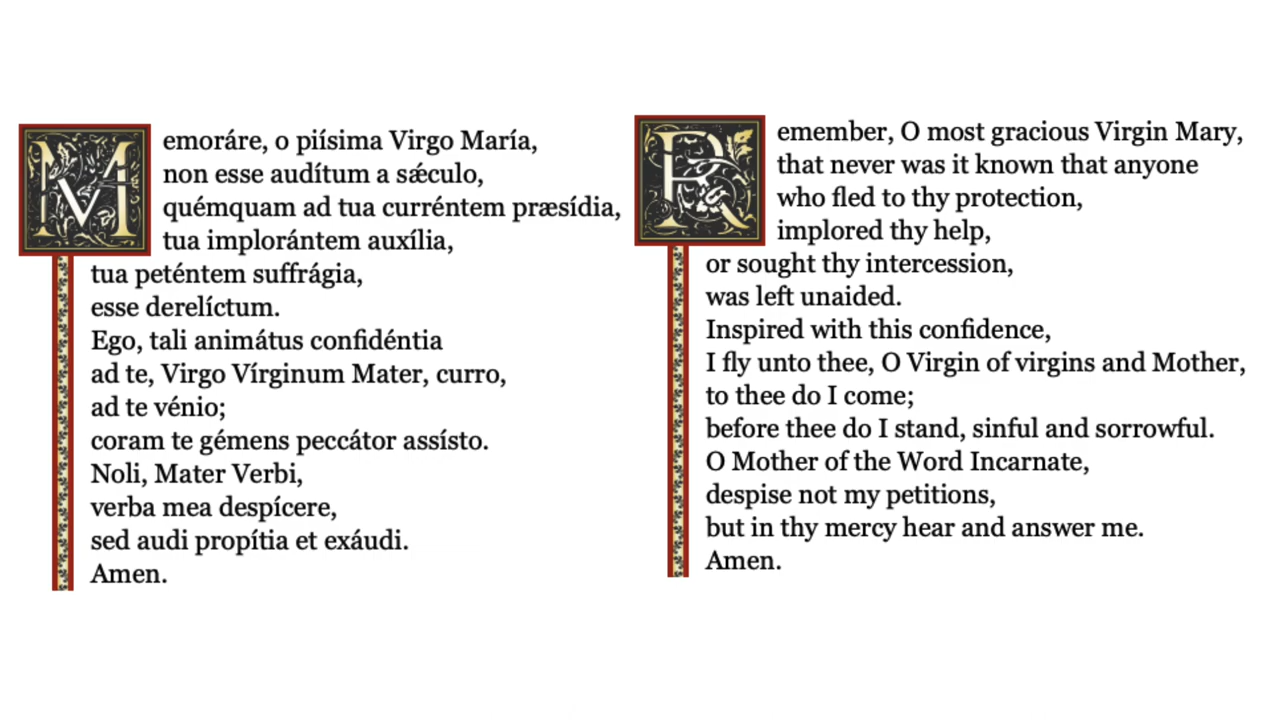 Memoráre, o piísima Virgo María,
non esse audítum a sǽculo,
quémquam ad tua curréntem præsídia,
tua implorántem auxília,
tua peténtem suffrágia,
esse derelíctum.
Ego, tali animátus confidéntia
ad te, Virgo Vírginum Mater, curro,
ad te vénio;
coram te gémens peccátor assísto.
Noli, Mater Verbi,
verba mea despícere,
sed audi propítia et exáudi.
Amen.
Remember, O most gracious Virgin Mary,
that never was it known that anyone
who fled to thy protection,
implored thy help,
or sought thy intercession,
was left unaided.
Inspired with this confidence,
I fly unto thee, O Virgin of virgins and Mother,
to thee do I come;
before thee do I stand, sinful and sorrowful.
O Mother of the Word Incarnate,
despise not my petitions,
but in thy mercy hear and answer me.
Amen.